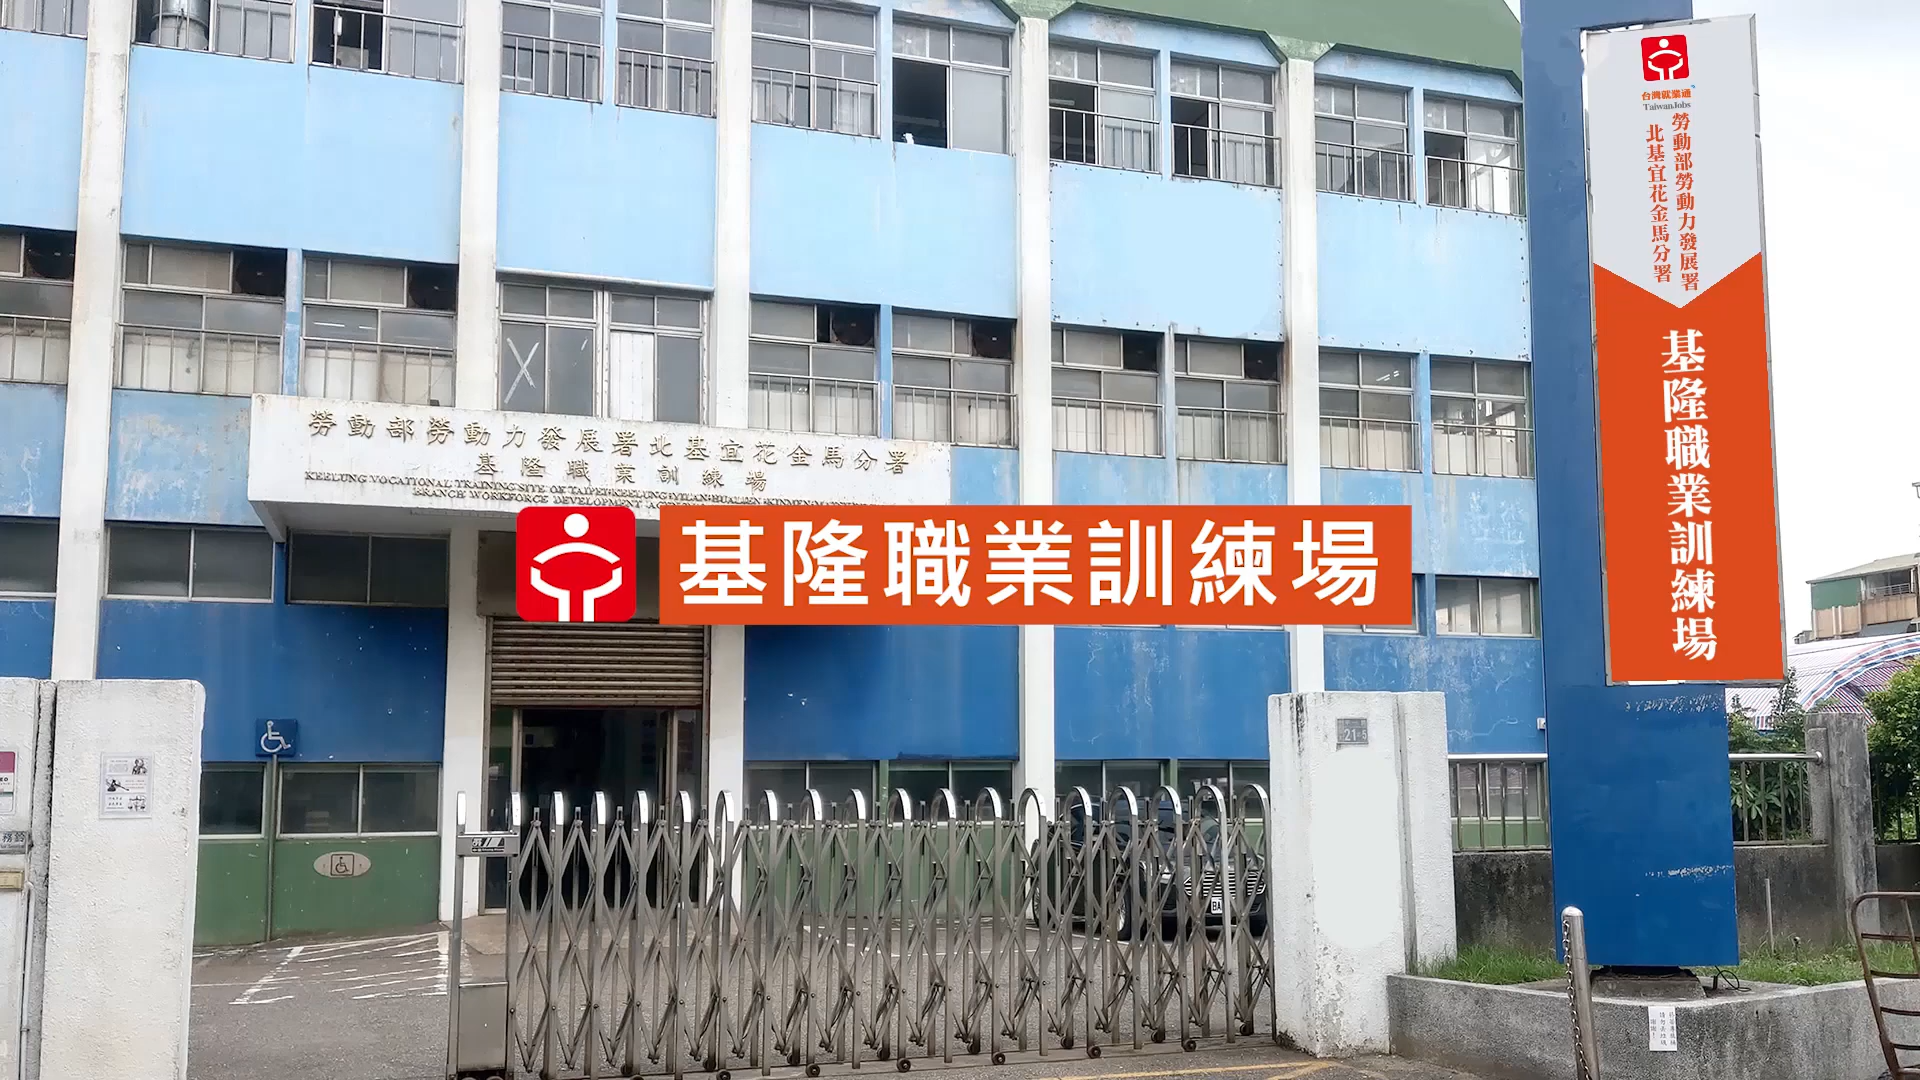 勞動部勞動力發展署北基宜花金馬分署
基隆職業訓練場
KEELUNG VOCATIONAL TRAINING SITE OF TAIPEI-KEELUNG-YILAN-HUALIEN-KINMEN-MATSU
BRANCH WORKFORCE DEVELOPMENT AGENCY
基隆職業訓練場
台灣就業通
TaiwanJobs
勞動部勞動力發展署
北基宜花金馬分署
基隆職業訓練場
21-5